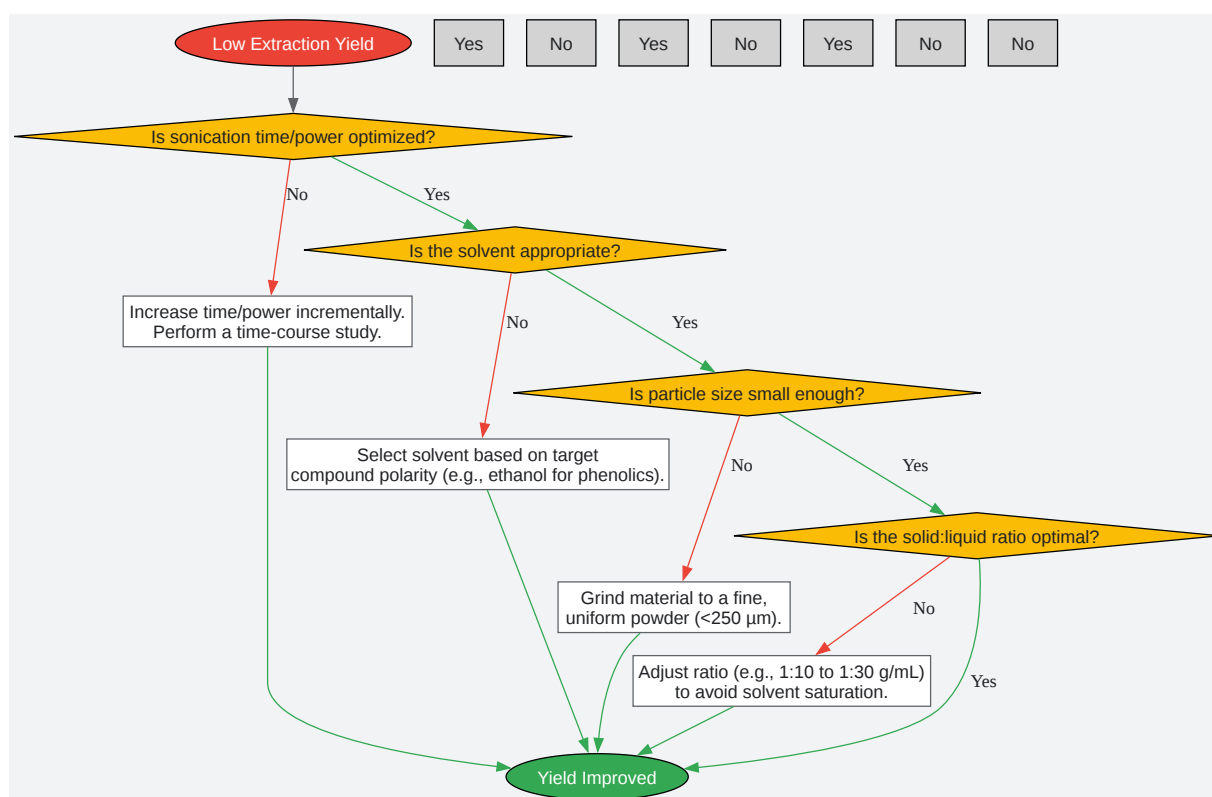 Low Extraction Yield
Yes
No
Yes
No
Yes
No
No
Is sonication time/power optimized?
No
Yes
Is the solvent appropriate?
Increase time/power incrementally.
Perform a time-course study.
No
Yes
Is particle size small enough?
Select solvent based on target
compound polarity (e.g., ethanol for phenolics).
No
Yes
Is the solid:liquid ratio optimal?
Grind material to a fine,
uniform powder (<250 µm).
No
Adjust ratio (e.g., 1:10 to 1:30 g/mL)
to avoid solvent saturation.
Yes
Yield Improved